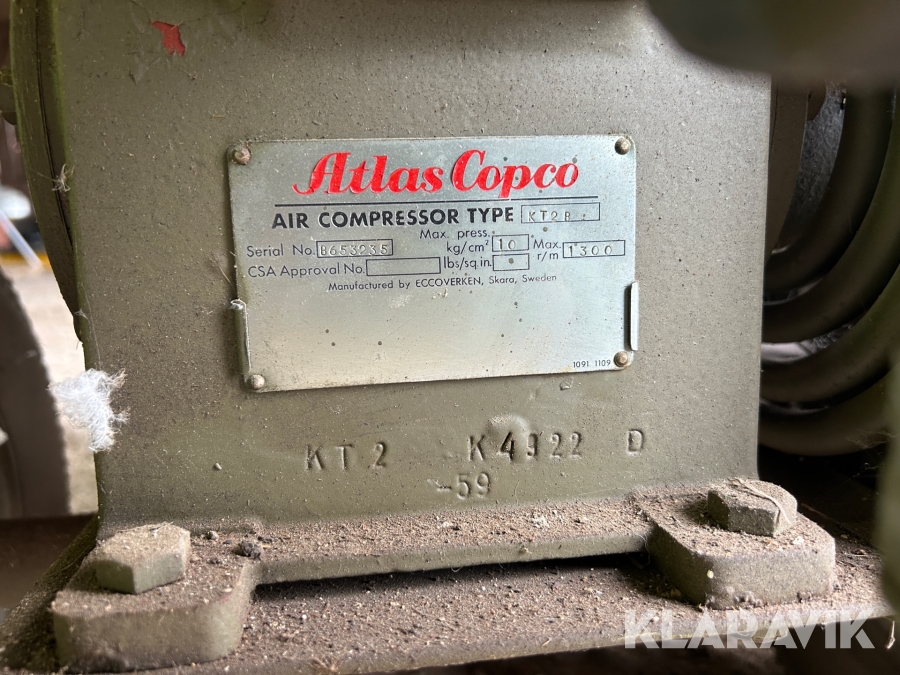 Atlas Copco
AIR COMPRESSOR TYPE KT2B
Serial No. 8653235 Max. press. kg/cm² 10 Max. r/m 1300
CSA Approval No. lbs/sq.in.
Manufactured by ECCOVERKEN, Skara, Sweden
1091 1109
KT2 K4922 D
-59
KLARAVIK